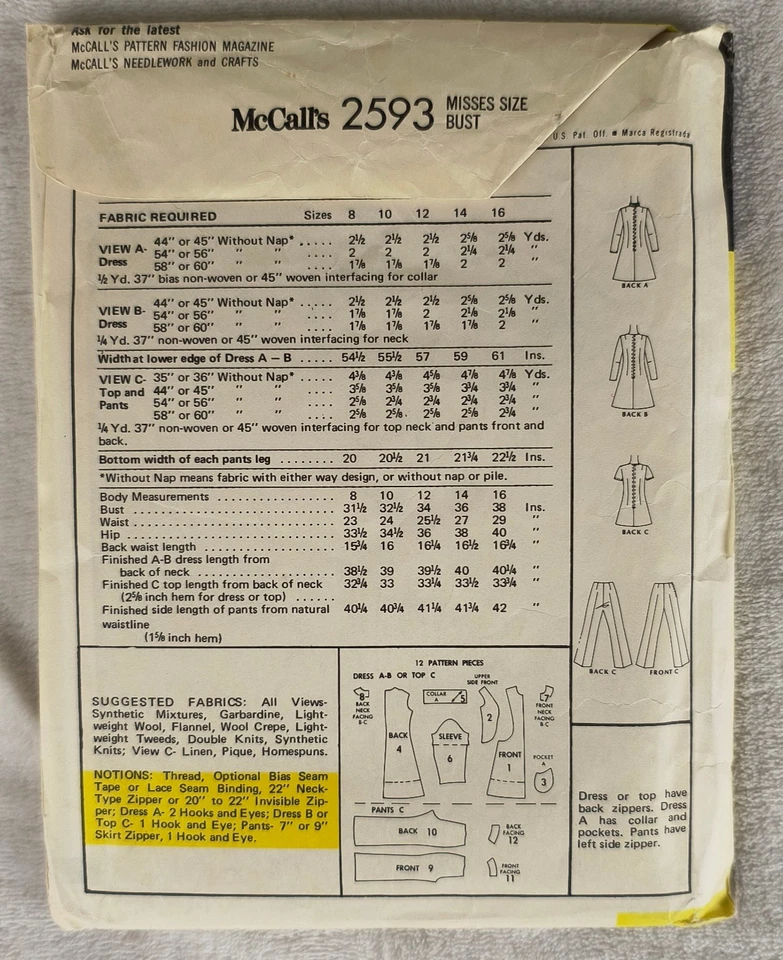 Ask for the latest
McCALL'S PATTERN FASHION MAGAZINE
McCALL'S NEEDLEWORK and CRAFTS
McCall's 2593 MISSES SIZE
BUST
U.S. Pat. Off. ■ Marca Registrada
FABRIC REQUIRED Sizes 8 10 12 14 16
VIEW A-
Dress
44" or 45" Without Nap* ..... 2½ 2½ 2½ 2⅝ 2⅝ Yds.
54" or 56" " " .... 2 2 2 2¼ 2¼ "
58" or 60" " " .... 1⅞ 1⅞ 1⅞ 2 2 "
½ Yd. 37" bias non-woven or 45" woven interfacing for collar
VIEW B-
Dress
44" or 45" Without Nap* ..... 2½ 2½ 2½ 2⅝ 2⅝ Yds.
54" or 56" " " .... 1⅞ 1⅞ 2 2⅛ 2⅛ "
58" or 60" " " .... 1⅞ 1⅞ 1⅞ 1⅞ 2 "
¼ Yd. 37" non-woven or 45" woven interfacing for neck
Width at lower edge of Dress A – B ..... 54½ 55½ 57 59 61 Ins.
VIEW C-
Top and
Pants
35" or 36" Without Nap* .... 4⅜ 4⅜ 4⅝ 4⅞ 4⅞ Yds.
44" or 45" " " .... 3⅝ 3⅝ 3⅝ 3¾ 3¾ "
54" or 56" " " .... 2⅝ 2¾ 2¾ 2¾ 2¾ "
58" or 60" " " .... 2⅝ 2⅝ 2⅝ 2⅝ 2¾ "
¼ Yd. 37" non-woven or 45" woven interfacing for top neck and pants front and
back.
Bottom width of each pants leg ........ 20 20½ 21 21¾ 22½ Ins.
*Without Nap means fabric with either way design, or without nap or pile.
Body Measurements ................ 8 10 12 14 16
Bust ............................ 31½ 32½ 34 36 38 Ins.
Waist ........................... 23 24 25½ 27 29 "
Hip ............................. 33½ 34½ 36 38 40 "
Back waist length ................. 15¾ 16 16¼ 16½ 16¾ "
Finished A-B dress length from
back of neck .................. 38½ 39 39½ 40 40¼ "
Finished C top length from back of neck 32¾ 33 33¼ 33½ 33¾ "
(2⅝ inch hem for dress or top) ......
Finished side length of pants from natural 40¼ 40¾ 41¼ 41¾ 42 "
waistline
(1⅝ inch hem)
BACK A
BACK B
BACK C
BACK C
FRONT C
SUGGESTED FABRICS: All Views-
Synthetic Mixtures, Garbardine, Light-
weight Wool, Flannel, Wool Crepe, Light-
weight Tweeds, Double Knits, Synthetic
Knits; View C- Linen, Pique, Homespuns.
NOTIONS: Thread, Optional Bias Seam
Tape or Lace Seam Binding, 22" Neck-
Type Zipper or 20" to 22" Invisible Zip-
per; Dress A- 2 Hooks and Eyes; Dress B or
Top C- 1 Hook and Eye; Pants- 7" or 9"
Skirt Zipper, 1 Hook and Eye.
12 PATTERN PIECES
DRESS A-B OR TOP C
8
BACK
NECK
FACING
B-C
BACK
4
COLLAR
A
5
SLEEVE
6
UPPER
SIDE FRONT
2
FRONT
1
7
FRONT
NECK
FACING
B-C
POCKET
A
3
PANTS C
BACK 10
BACK
FACING
12
FRONT 9
FRONT
FACING
11
Dress or top have
back zippers. Dress
A has collar and
pockets. Pants have
left side zipper.